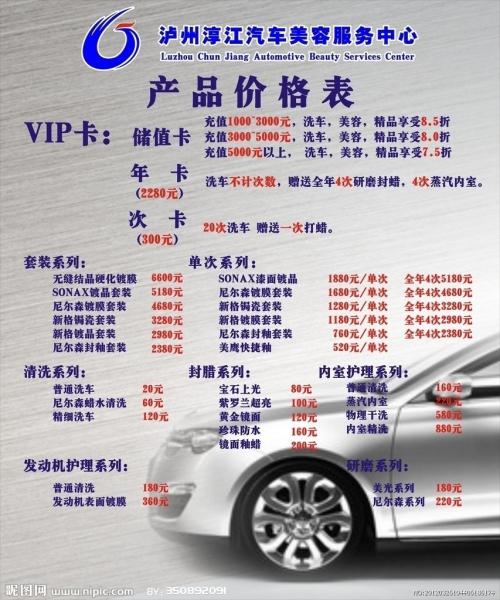 泸州淳江汽车美容服务中心
Luzhou Chun Jiang Automotive Beauty Services Center
产品价格表
VIP卡： 储值卡 充值1000~3000元，洗车，美容，精品享受8.5折
充值3000~5000元，洗车，美容，精品享受8.0折
充值5000元以上， 洗车，美容，精品享受7.5折
年 卡 (2280元) 洗车不计次数，赠送全年4次研磨封蜡，4次蒸汽内室。
次 卡 (300元) 20次洗车 赠送一次打蜡。
套装系列：
无缝结晶硬化镀膜 6600元
SONAX镀晶套装 5180元
尼尔森镀膜套装 4680元
新格锔瓷套装 3280元
新格镀晶套装 2980元
尼尔森封釉套装 2380元
单次系列：
SONAX漆面镀晶 1880元/单次 全年4次5180元
尼尔森镀膜套装 1680元/单次 全年4次4680元
新格锔瓷套装 1280元/单次 全年4次3280元
新格镀膜套装 1180元/单次 全年4次2980元
尼尔森封釉套装 760元/单次 全年4次2380元
美鹰快捷釉 520元/单次
清洗系列：
普通洗车 20元
尼尔森蜡水清洗 60元
精细洗车 120元
封腊系列：
宝石上光 80元
紫罗兰超亮 100元
黄金镜面 120元
珍珠防水 160元
镜面釉蜡 200元
内室护理系列：
普通清洗 160元
蒸汽内室 220元
物理干洗 580元
内室精洗 880元
发动机护理系列：
普通清洗 180元
发动机表面镀膜 360元
研磨系列：
美光系列 180元
尼尔森系列 220元
昵图网 www.nipic.com
BY: 350892091